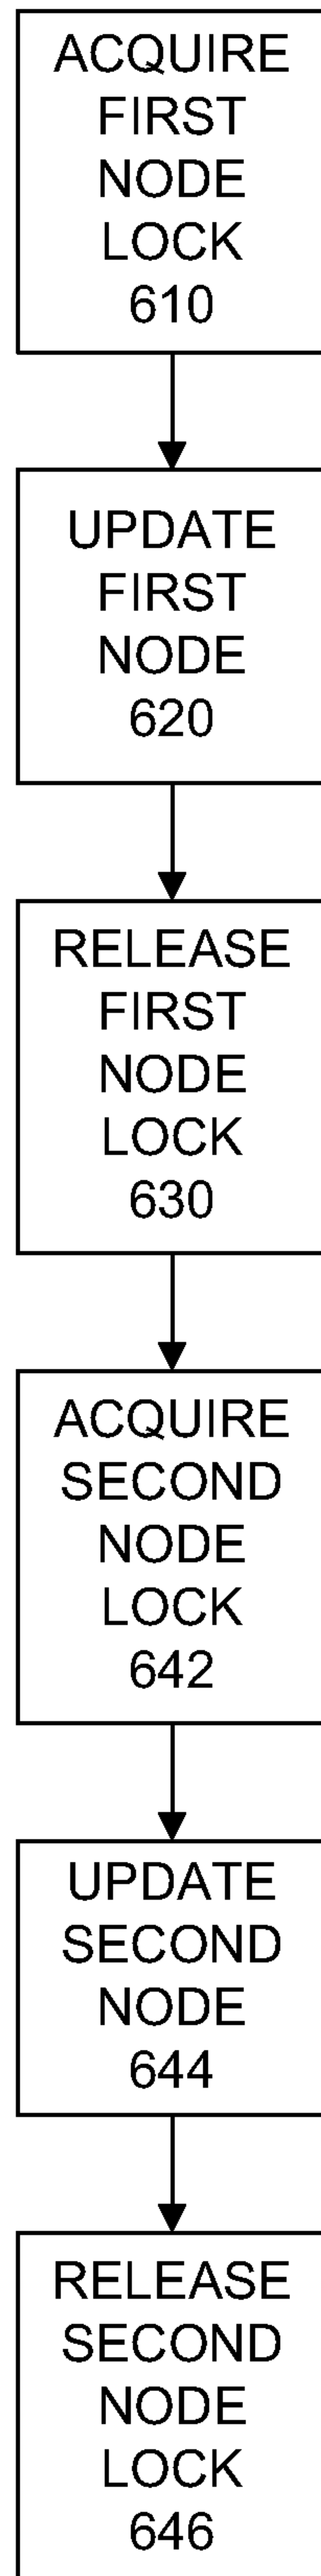 ACQUIRE
FIRST
NODE
LOCK
610
UPDATE
FIRST
NODE
620
RELEASE
FIRST
NODE
LOCK
630
ACQUIRE
SECOND
NODE
LOCK
642
UPDATE
SECOND
NODE
644
RELEASE
SECOND
NODE
LOCK
646